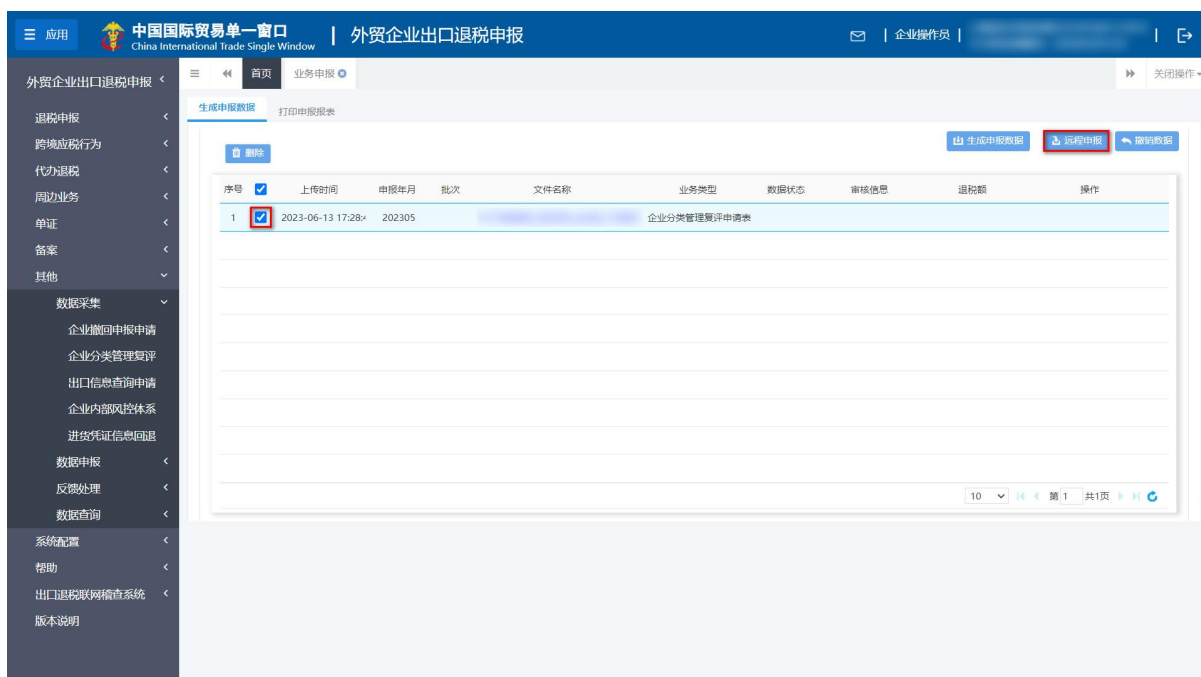 应用 中国国际贸易单一窗口 | 外贸企业出口退税申报 | 企业操作员 | |
China International Trade Single Window
外贸企业出口退税申报
首页 业务申报 关闭操作
生成申报数据 打印申报报表
删除 生成申报数据 远程申报 撤销数据
序号 上传时间 申报年月 批次 文件名称 业务类型 数据状态 审核信息 退税额 操作
1 2023-06-13 17:28:4 202305 企业分类管理复评申请表
退税申报
跨境应税行为
代办退税
周边业务
单证
备案
其他
数据采集
企业撤回申报申请
企业分类管理复评
出口信息查询申请
企业内部风控体系
进货凭证信息回退
数据申报
反馈处理
数据查询
系统配置
帮助
出口退税联网稽查系统
版本说明
10 第 1 共1页